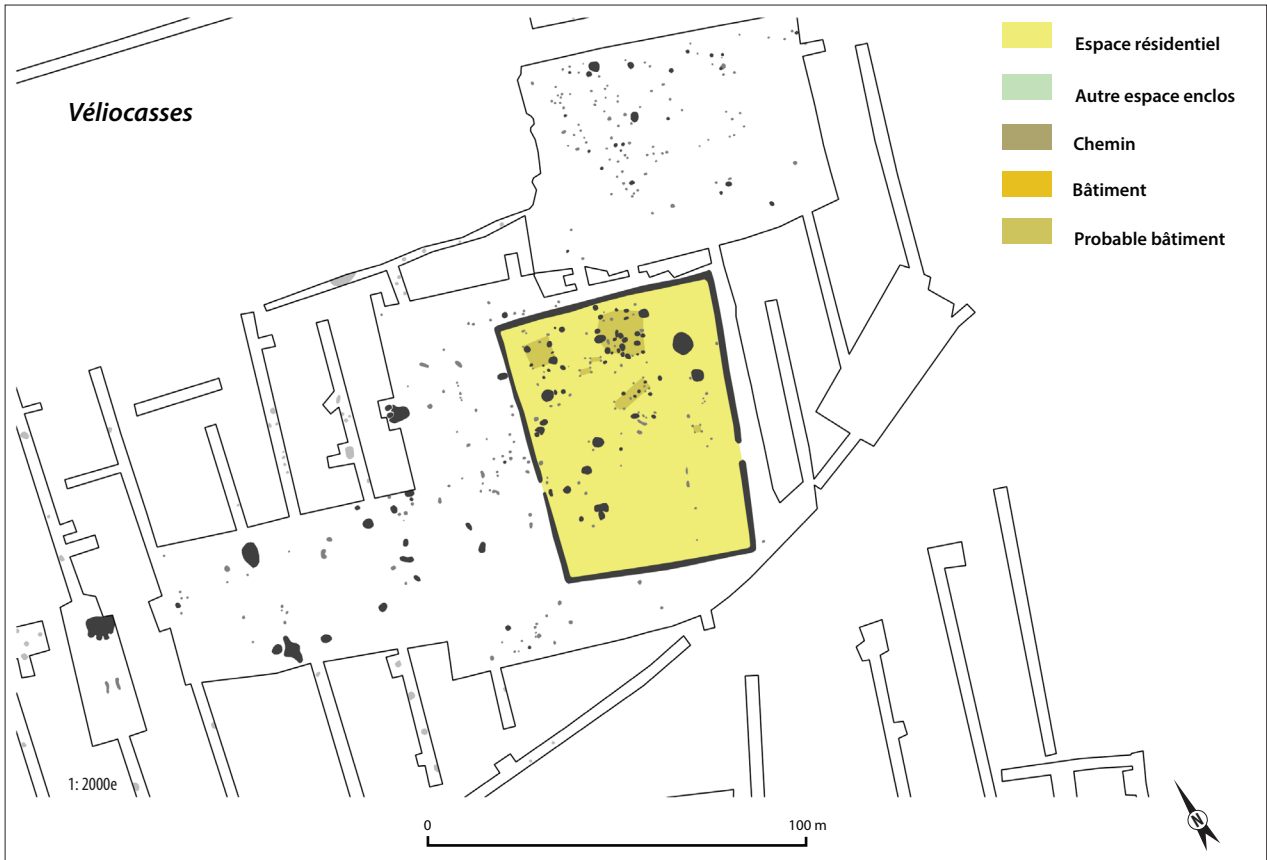 Véliocasses
Espace résidentiel
Autre espace enclos
Chemin
Bâtiment
Probable bâtiment
1: 2000e
0
100 m
N